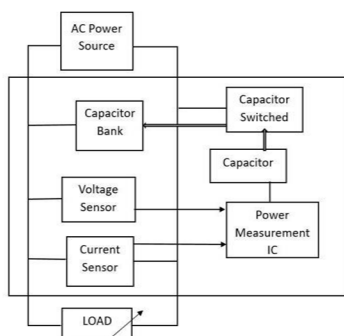 AC Power
Source
Capacitor
Bank
Capacitor
Switched
Capacitor
Voltage
Sensor
Power
Measurement
IC
Current
Sensor
LOAD